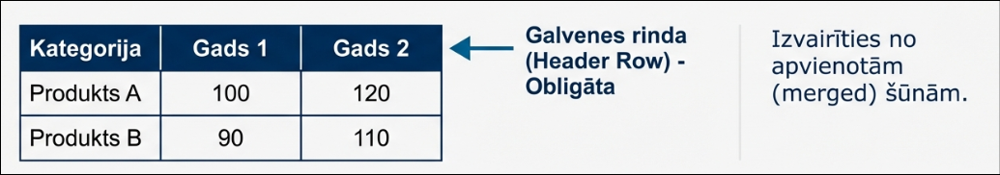 Kategorija Gads 1 Gads 2
Produkts A 100 120
Produkts B 90 110
Galvenes rinda
(Header Row) -
Obligāta
Izvairīties no
apvienotām
(merged) šūnām.